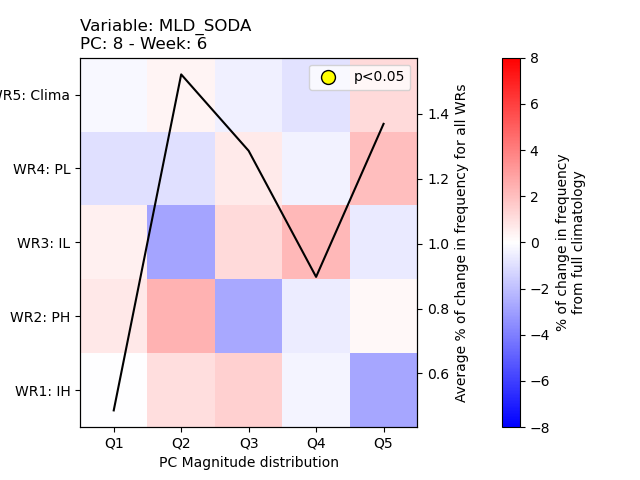 Variable: MLD_SODA
PC: 8 - Week: 6
p<0.05
WR5: Clima
WR4: PL
WR3: IL
WR2: PH
WR1: IH
Q1 Q2 Q3 Q4 Q5
PC Magnitude distribution
1.4
1.2
1.0
0.8
0.6
Average % of change in frequency for all WRs
8
6
4
2
0
−2
−4
−6
−8
% of change in frequency
from full climatology